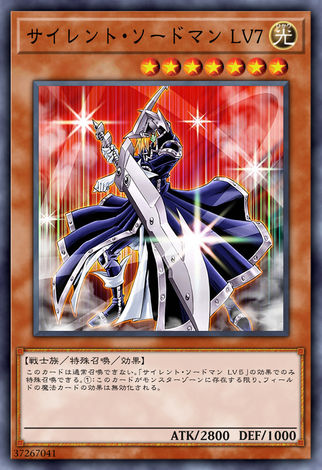 サイレント・ソードマン LV7
光
【戦士族／特殊召喚／効果】
このカードは通常召喚できない。「サイレント・ソードマン LV5」の効果でのみ
特殊召喚できる。①：このカードがモンスターゾーンに存在する限り、フィール
ドの魔法カードの効果は無効化される。
ATK/2800 DEF/1000
37267041